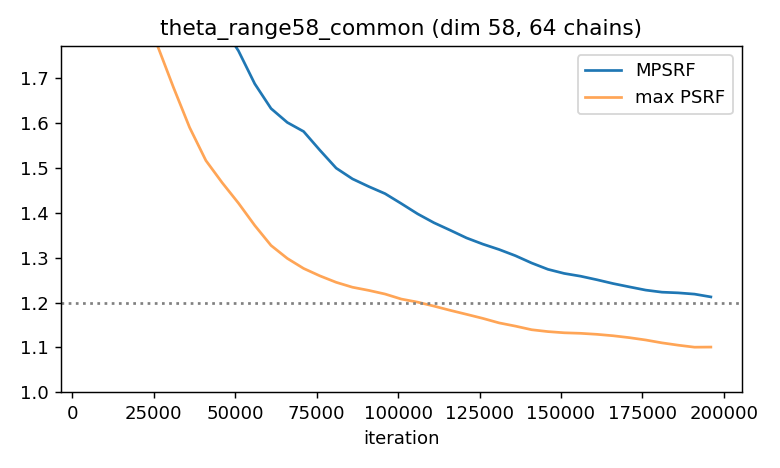 theta_range58_common (dim 58, 64 chains)
MPSRF
max PSRF
1.7
1.6
1.5
1.4
1.3
1.2
1.1
1.0
0 25000 50000 75000 100000 125000 150000 175000 200000
iteration